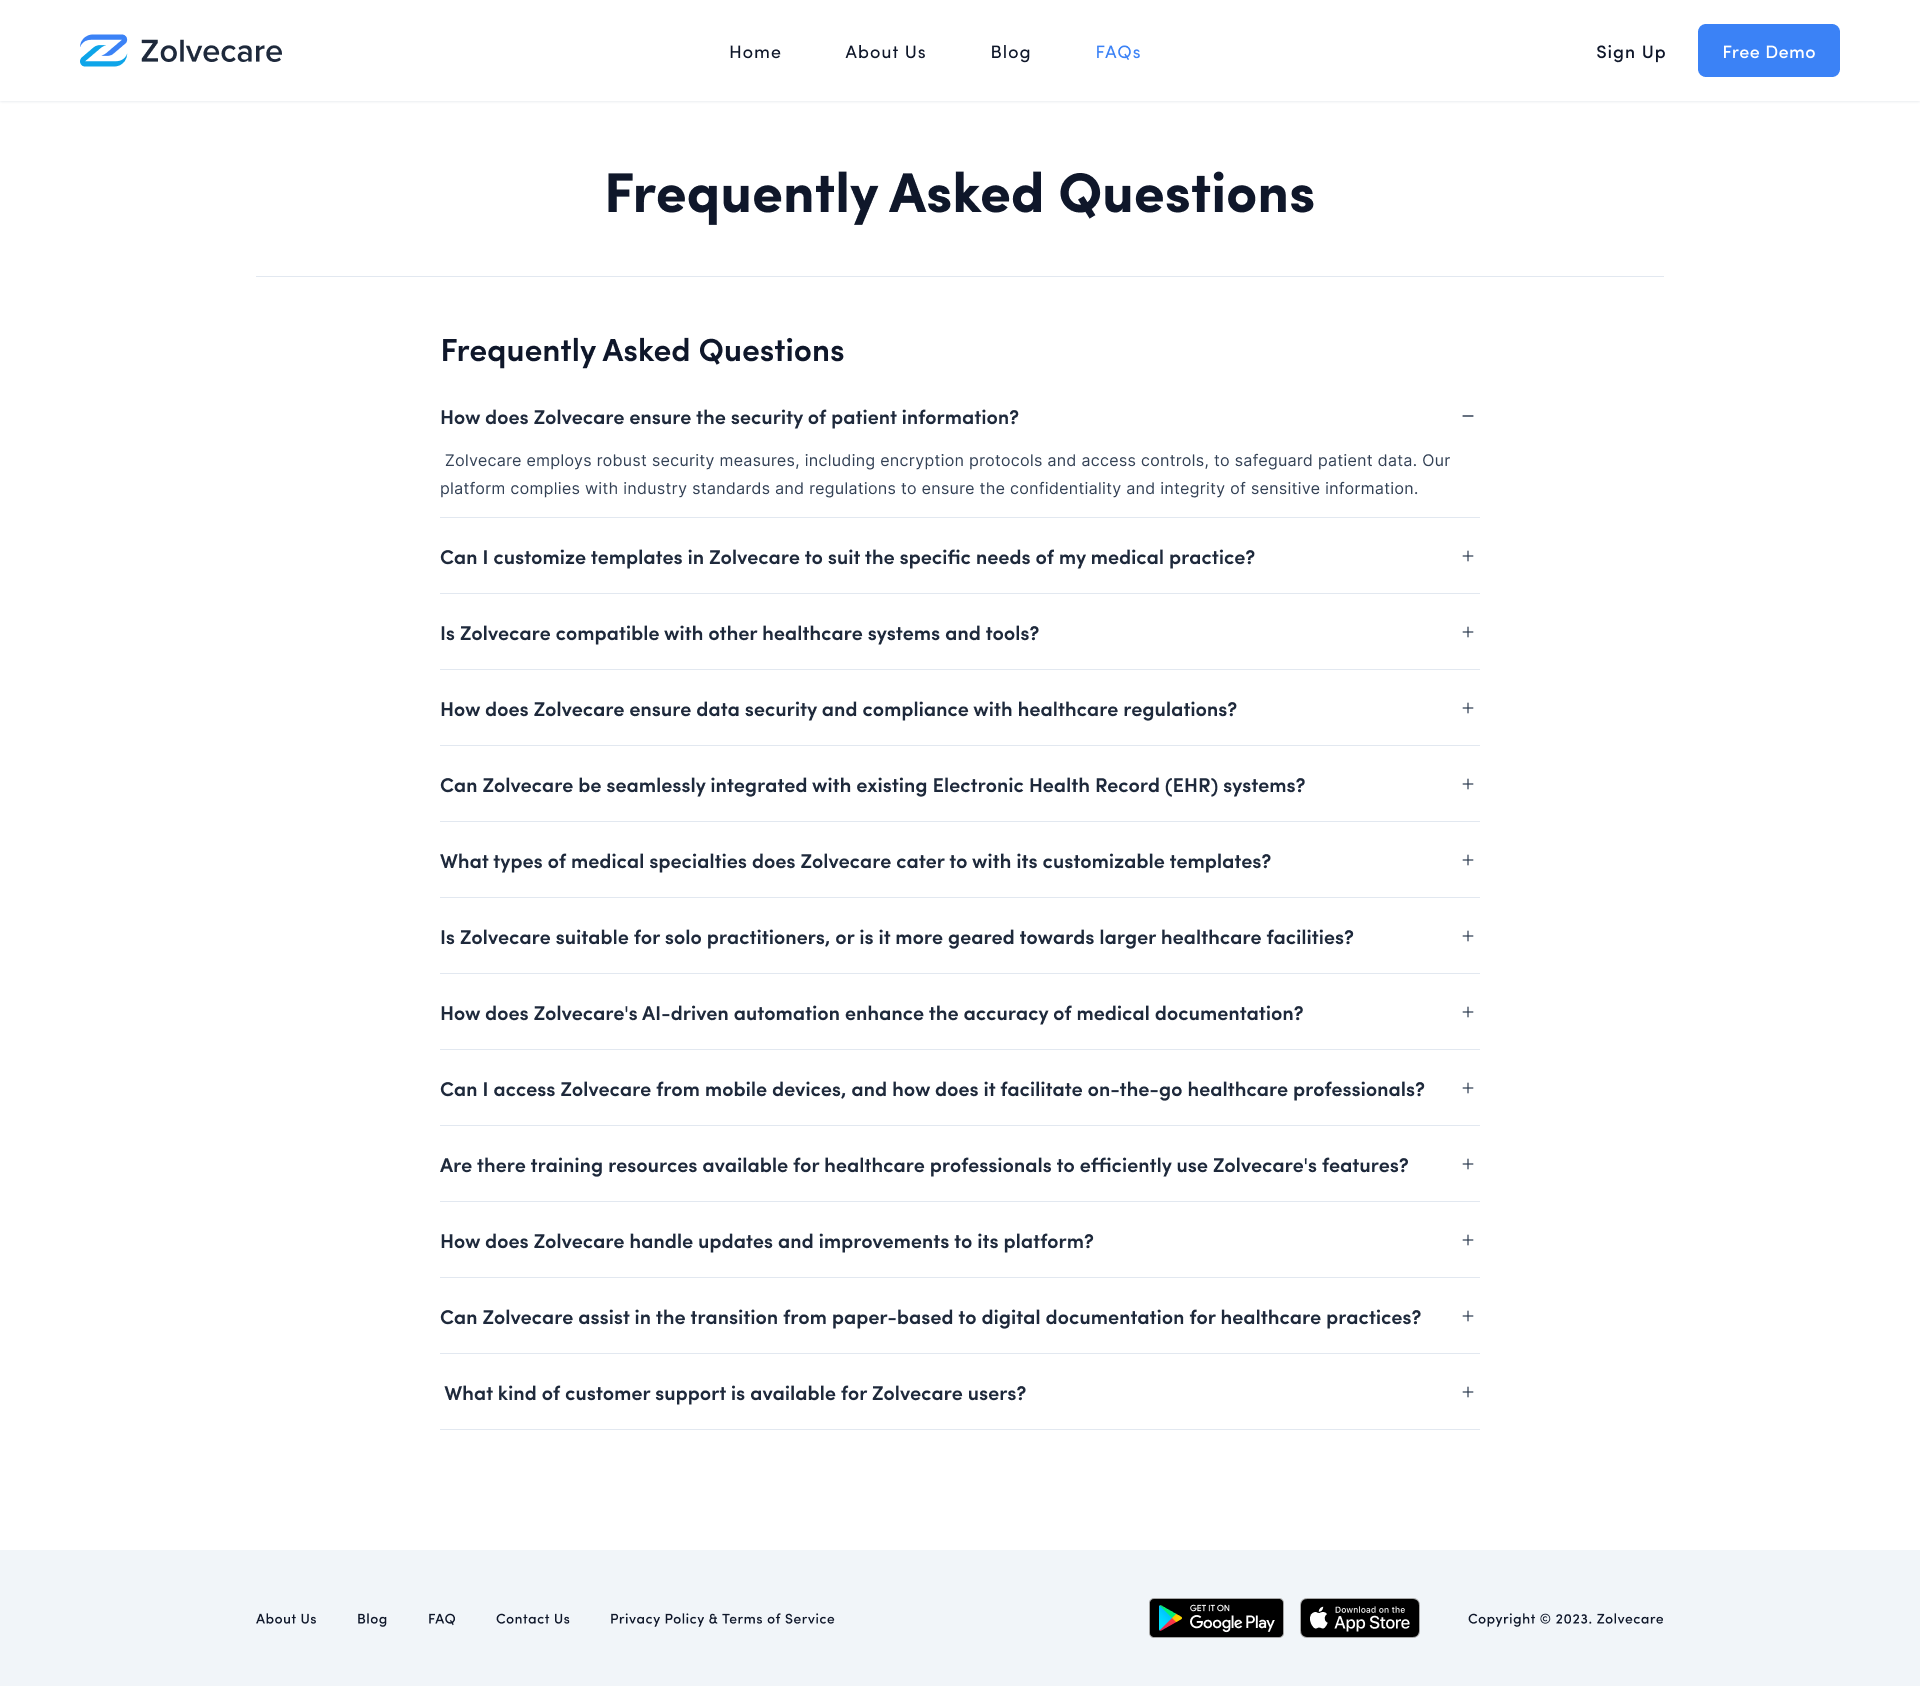 Zolvecare
Home
About Us
Blog
FAQs
Sign Up
Free Demo
Frequently Asked Questions
Frequently Asked Questions
How does Zolvecare ensure the security of patient information?
Zolvecare employs robust security measures, including encryption protocols and access controls, to safeguard patient data. Our
platform complies with industry standards and regulations to ensure the confidentiality and integrity of sensitive information.
Can I customize templates in Zolvecare to suit the specific needs of my medical practice?
Is Zolvecare compatible with other healthcare systems and tools?
How does Zolvecare ensure data security and compliance with healthcare regulations?
Can Zolvecare be seamlessly integrated with existing Electronic Health Record (EHR) systems?
What types of medical specialties does Zolvecare cater to with its customizable templates?
Is Zolvecare suitable for solo practitioners, or is it more geared towards larger healthcare facilities?
How does Zolvecare's AI-driven automation enhance the accuracy of medical documentation?
Can I access Zolvecare from mobile devices, and how does it facilitate on-the-go healthcare professionals?
Are there training resources available for healthcare professionals to efficiently use Zolvecare's features?
How does Zolvecare handle updates and improvements to its platform?
Can Zolvecare assist in the transition from paper-based to digital documentation for healthcare practices?
What kind of customer support is available for Zolvecare users?
About Us
Blog
FAQ
Contact Us
Privacy Policy & Terms of Service
GET IT ON
Google Play
Download on the
App Store
Copyright © 2023. Zolvecare